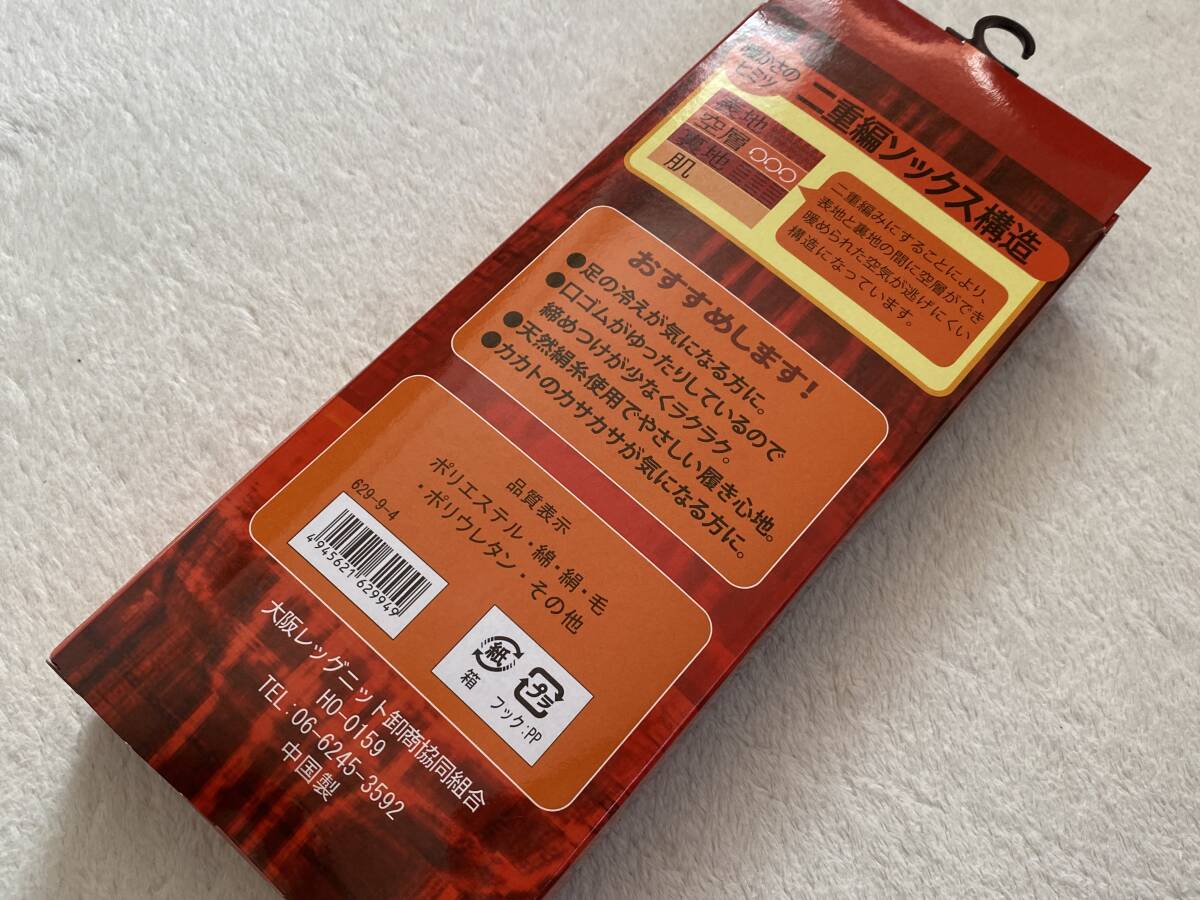 暖かさの
ヒミツ
二重編ソックス構造
表地
空層
裏地
肌
二重編みにすることにより、
表地と裏地の間に空層ができ
暖められた空気が逃げにくい
構造になっています。
おすすめします!
●足の冷えが気になる方に。
●口ゴムがゆったりしているので
締めつけが少なくラクラク。
●天然絹糸使用でやさしい履き心地。
●カカトのカサカサが気になる方に。
品質表示
ポリエステル・綿・絹・毛
・ポリウレタン・その他
629-9-4
4945621629949
紙
箱
プラ
フック:PP
大阪レッグニット卸商協同組合
HO-0159
TEL:06-6245-3592
中国製